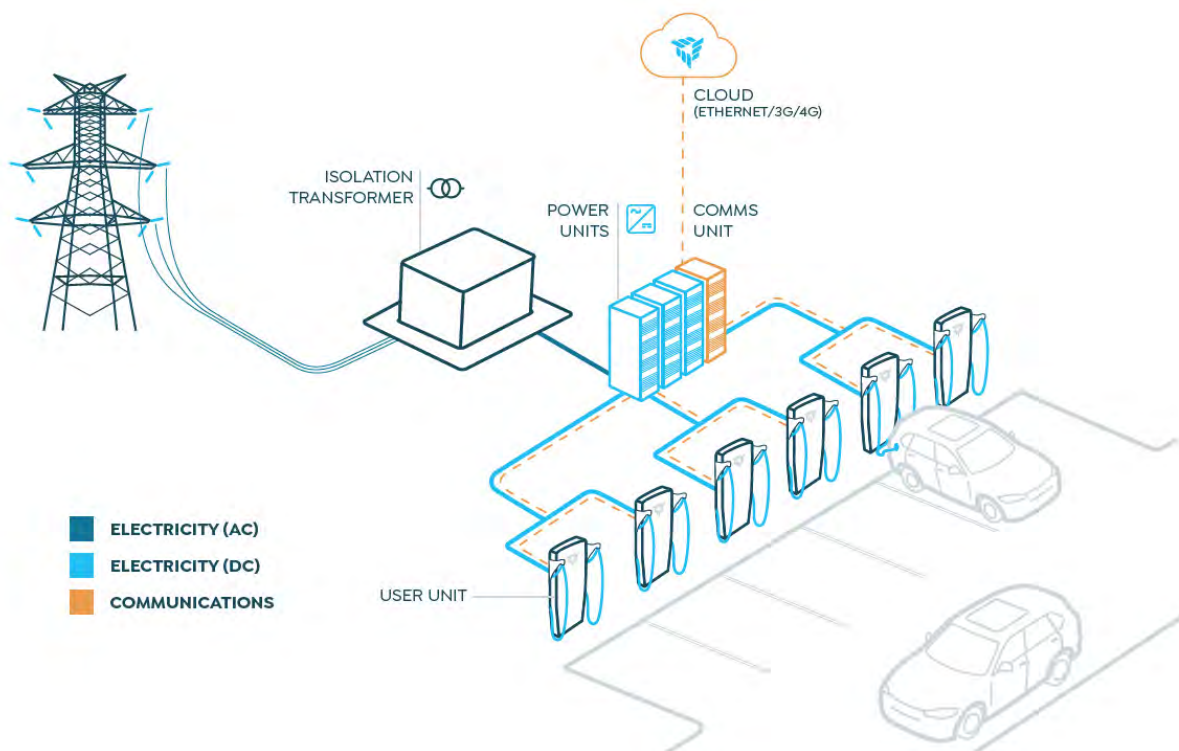 CLOUD
(ETHERNET/3G/4G)
ISOLATION
TRANSFORMER
POWER
UNITS
COMMS
UNIT
ELECTRICITY (AC)
ELECTRICITY (DC)
COMMUNICATIONS
USER UNIT